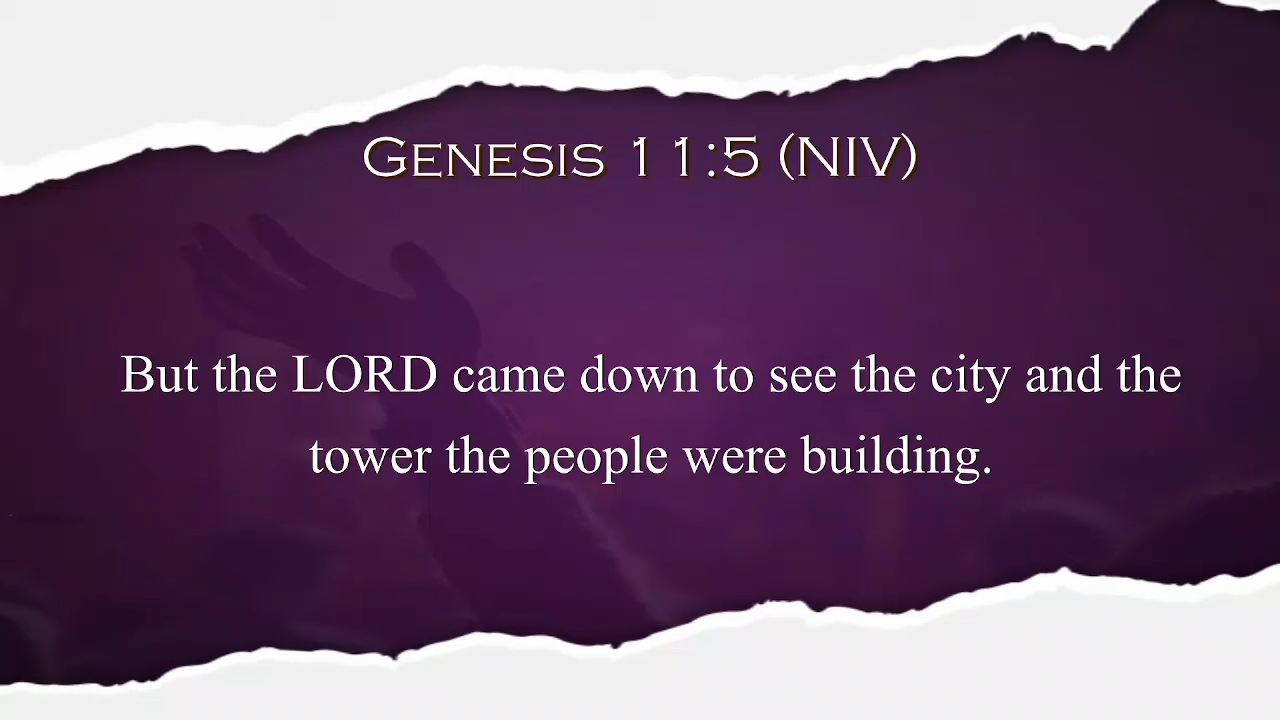 Genesis 11:5 (NIV)
But the LORD came down to see the city and the
tower the people were building.